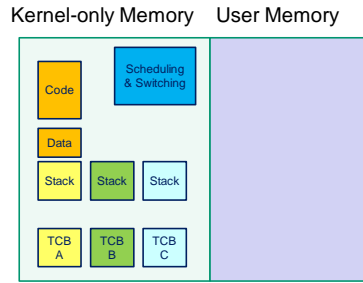 Kernel-only Memory User Memory
Code
Scheduling
& Switching
Data
Stack Stack Stack
TCB
A
TCB
B
TCB
C